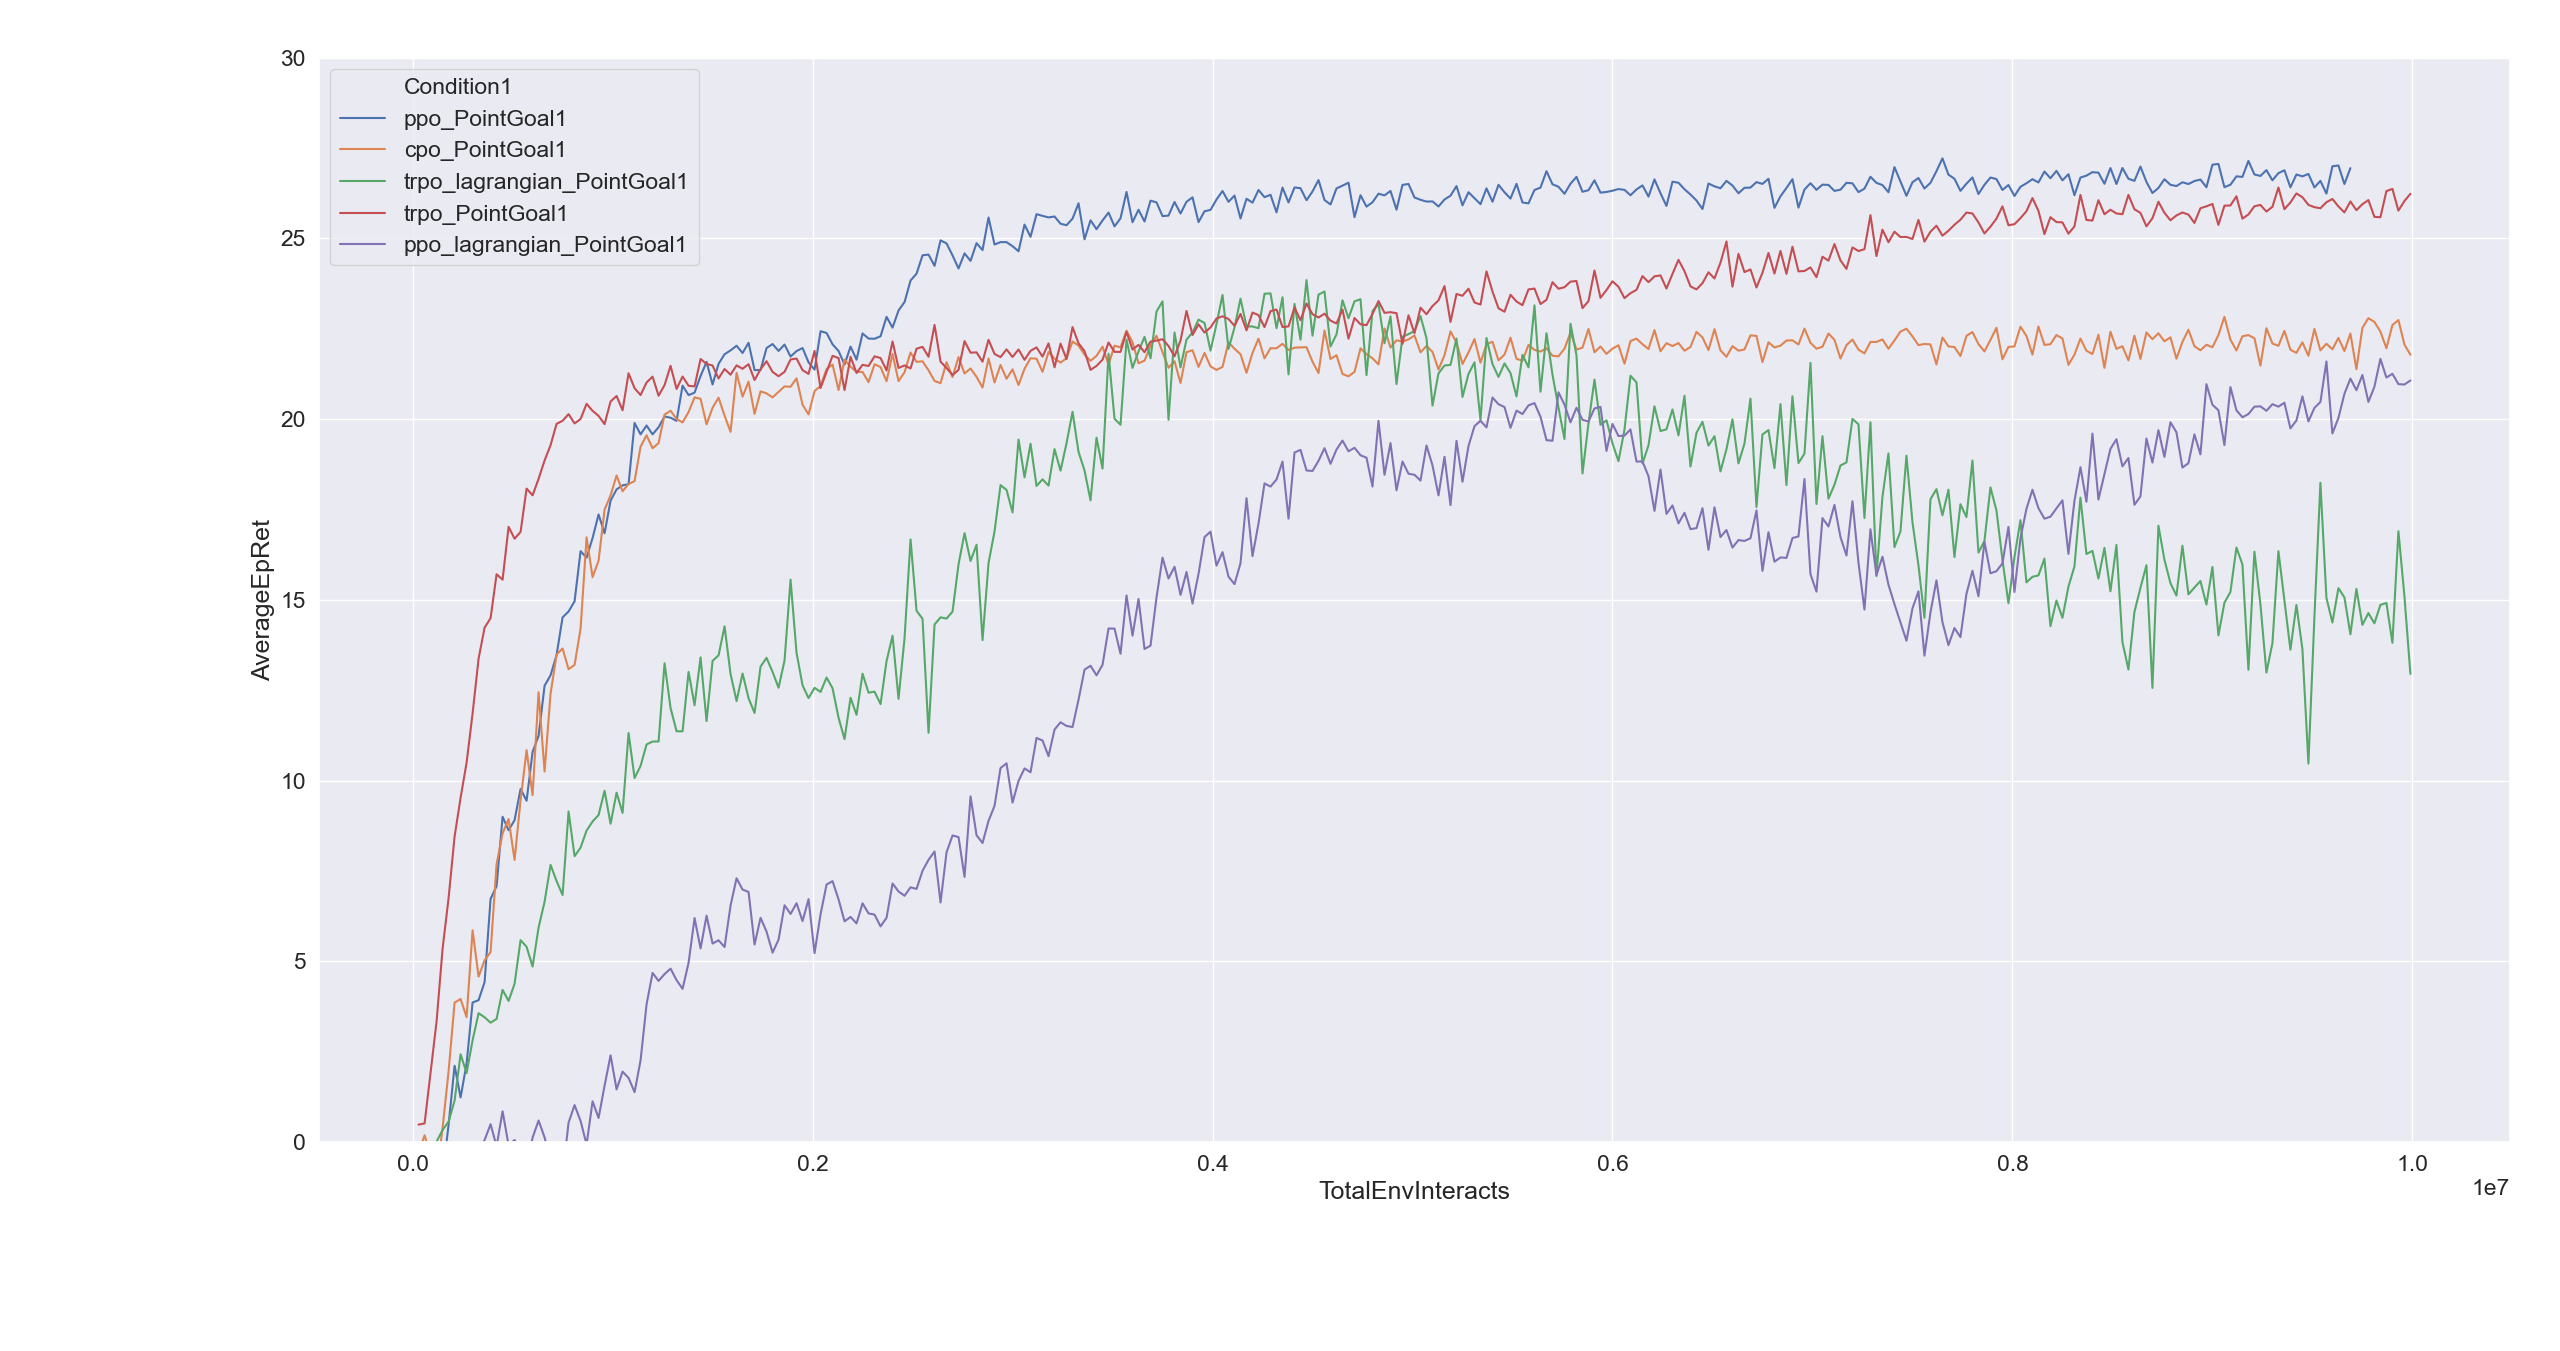 30
25
20
15
10
5
0
AverageEpRet
Condition1
ppo_PointGoal1
cpo_PointGoal1
trpo_lagrangian_PointGoal1
trpo_PointGoal1
ppo_lagrangian_PointGoal1
0.0 0.2 0.4 0.6 0.8 1.0
TotalEnvInteracts
1e7